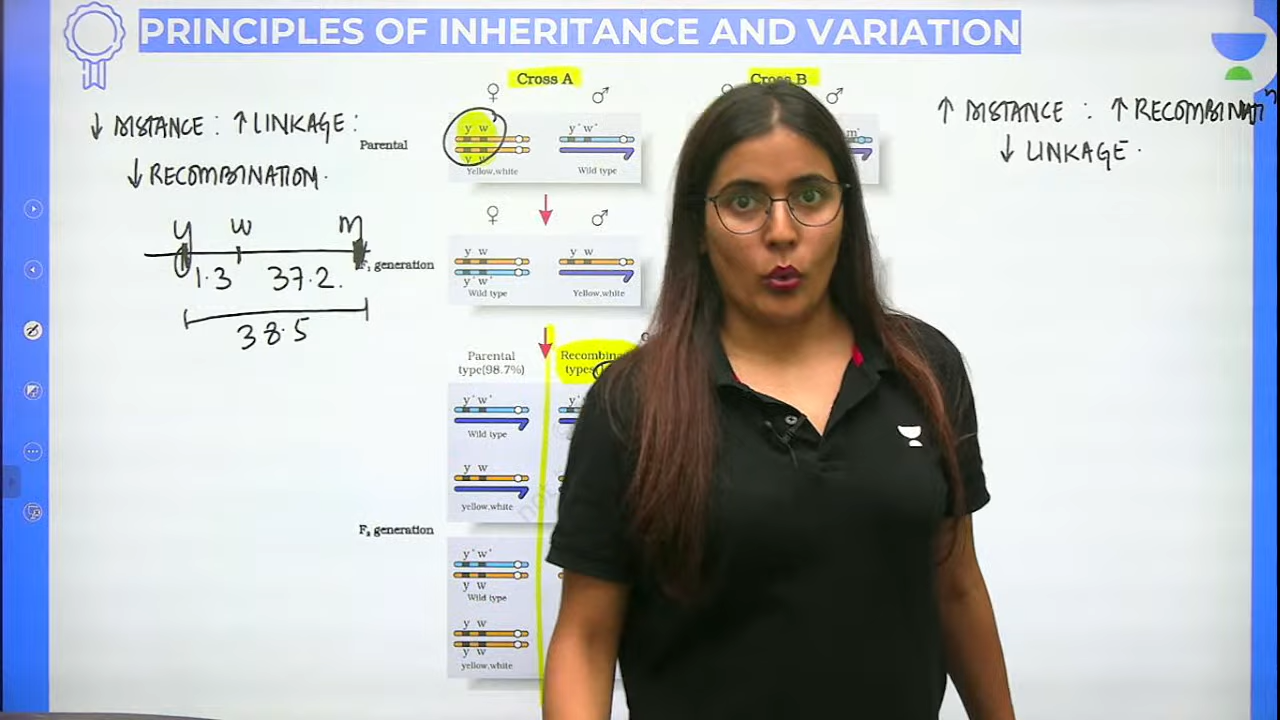 PRINCIPLES OF INHERITANCE AND VARIATION
↓ DISTANCE : ↑ LINKAGE :
↓ RECOMBINATION.
y w m
1.3 37.2.
38.5
Cross A
♀ ♂
Parental
y w y⁺ w⁺
y w
Yellow,white Wild type
♀ ♂
F₁ generation
y w y w
y⁺ w⁺
Wild type Yellow,white
Parental
type(98.7%)
types
y⁺ w⁺
Wild type
y w
yellow,white
F₂ generation
y⁺ w⁺
y w
Wild type
y w
y w
yellow,white
Cross B
♂
↑ DISTANCE : ↑
↓ LINKAGE.